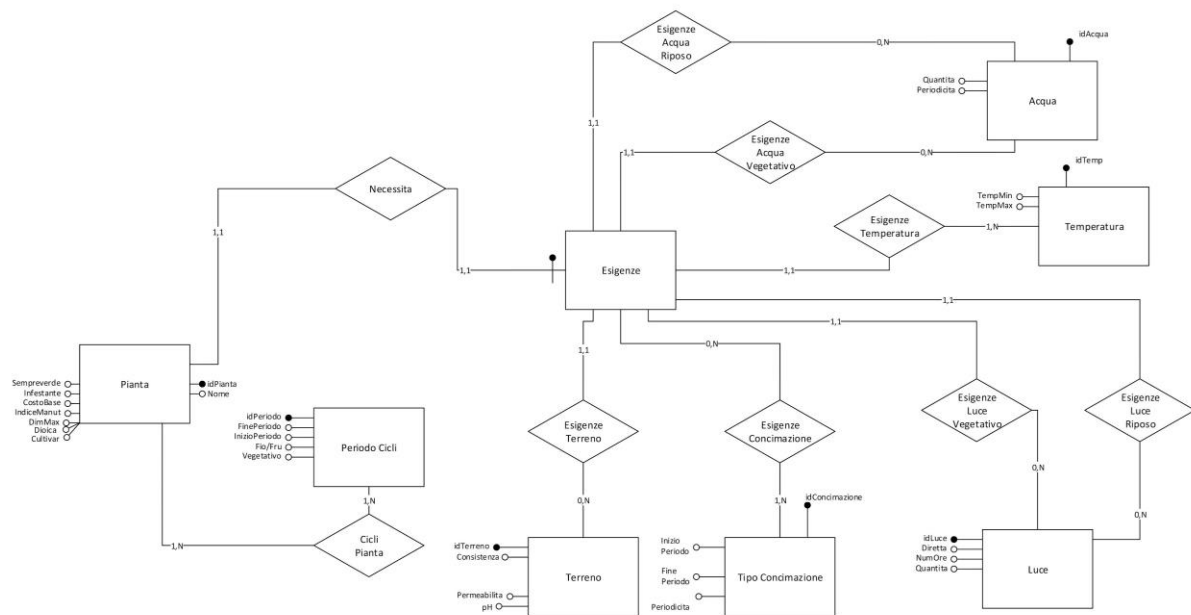 Esigenze
Acqua
Riposo
0,N
idAcqua
Quantita
Periodicita
Acqua
1,1
Esigenze
Acqua
Vegetativo
1,1
0,N
idTemp
TempMin
TempMax
Temperatura
Necessita
Esigenze
Temperatura
1,N
1,1
1,1
Esigenze
1,1
1,1
1,1
1,1
0,N
1,1
Sempreverde
Infestante
CostoBase
IndiceManut
DimMax
Dioica
Cultivar
Pianta
idPianta
Nome
idPeriodo
FinePeriodo
InizioPeriodo
Fio/Fru
Vegetativo
Periodo Cicli
Esigenze
Terreno
Esigenze
Concimazione
Esigenze
Luce
Vegetativo
Esigenze
Luce
Riposo
1,N
1,N
Cicli
Pianta
0,N
1,N
0,N
0,N
idTerreno
Consistenza
Permeabilita
pH
Terreno
idConcimazione
Inizio
Periodo
Fine
Periodo
Periodicita
Tipo Concimazione
idLuce
Diretta
NumOre
Quantita
Luce